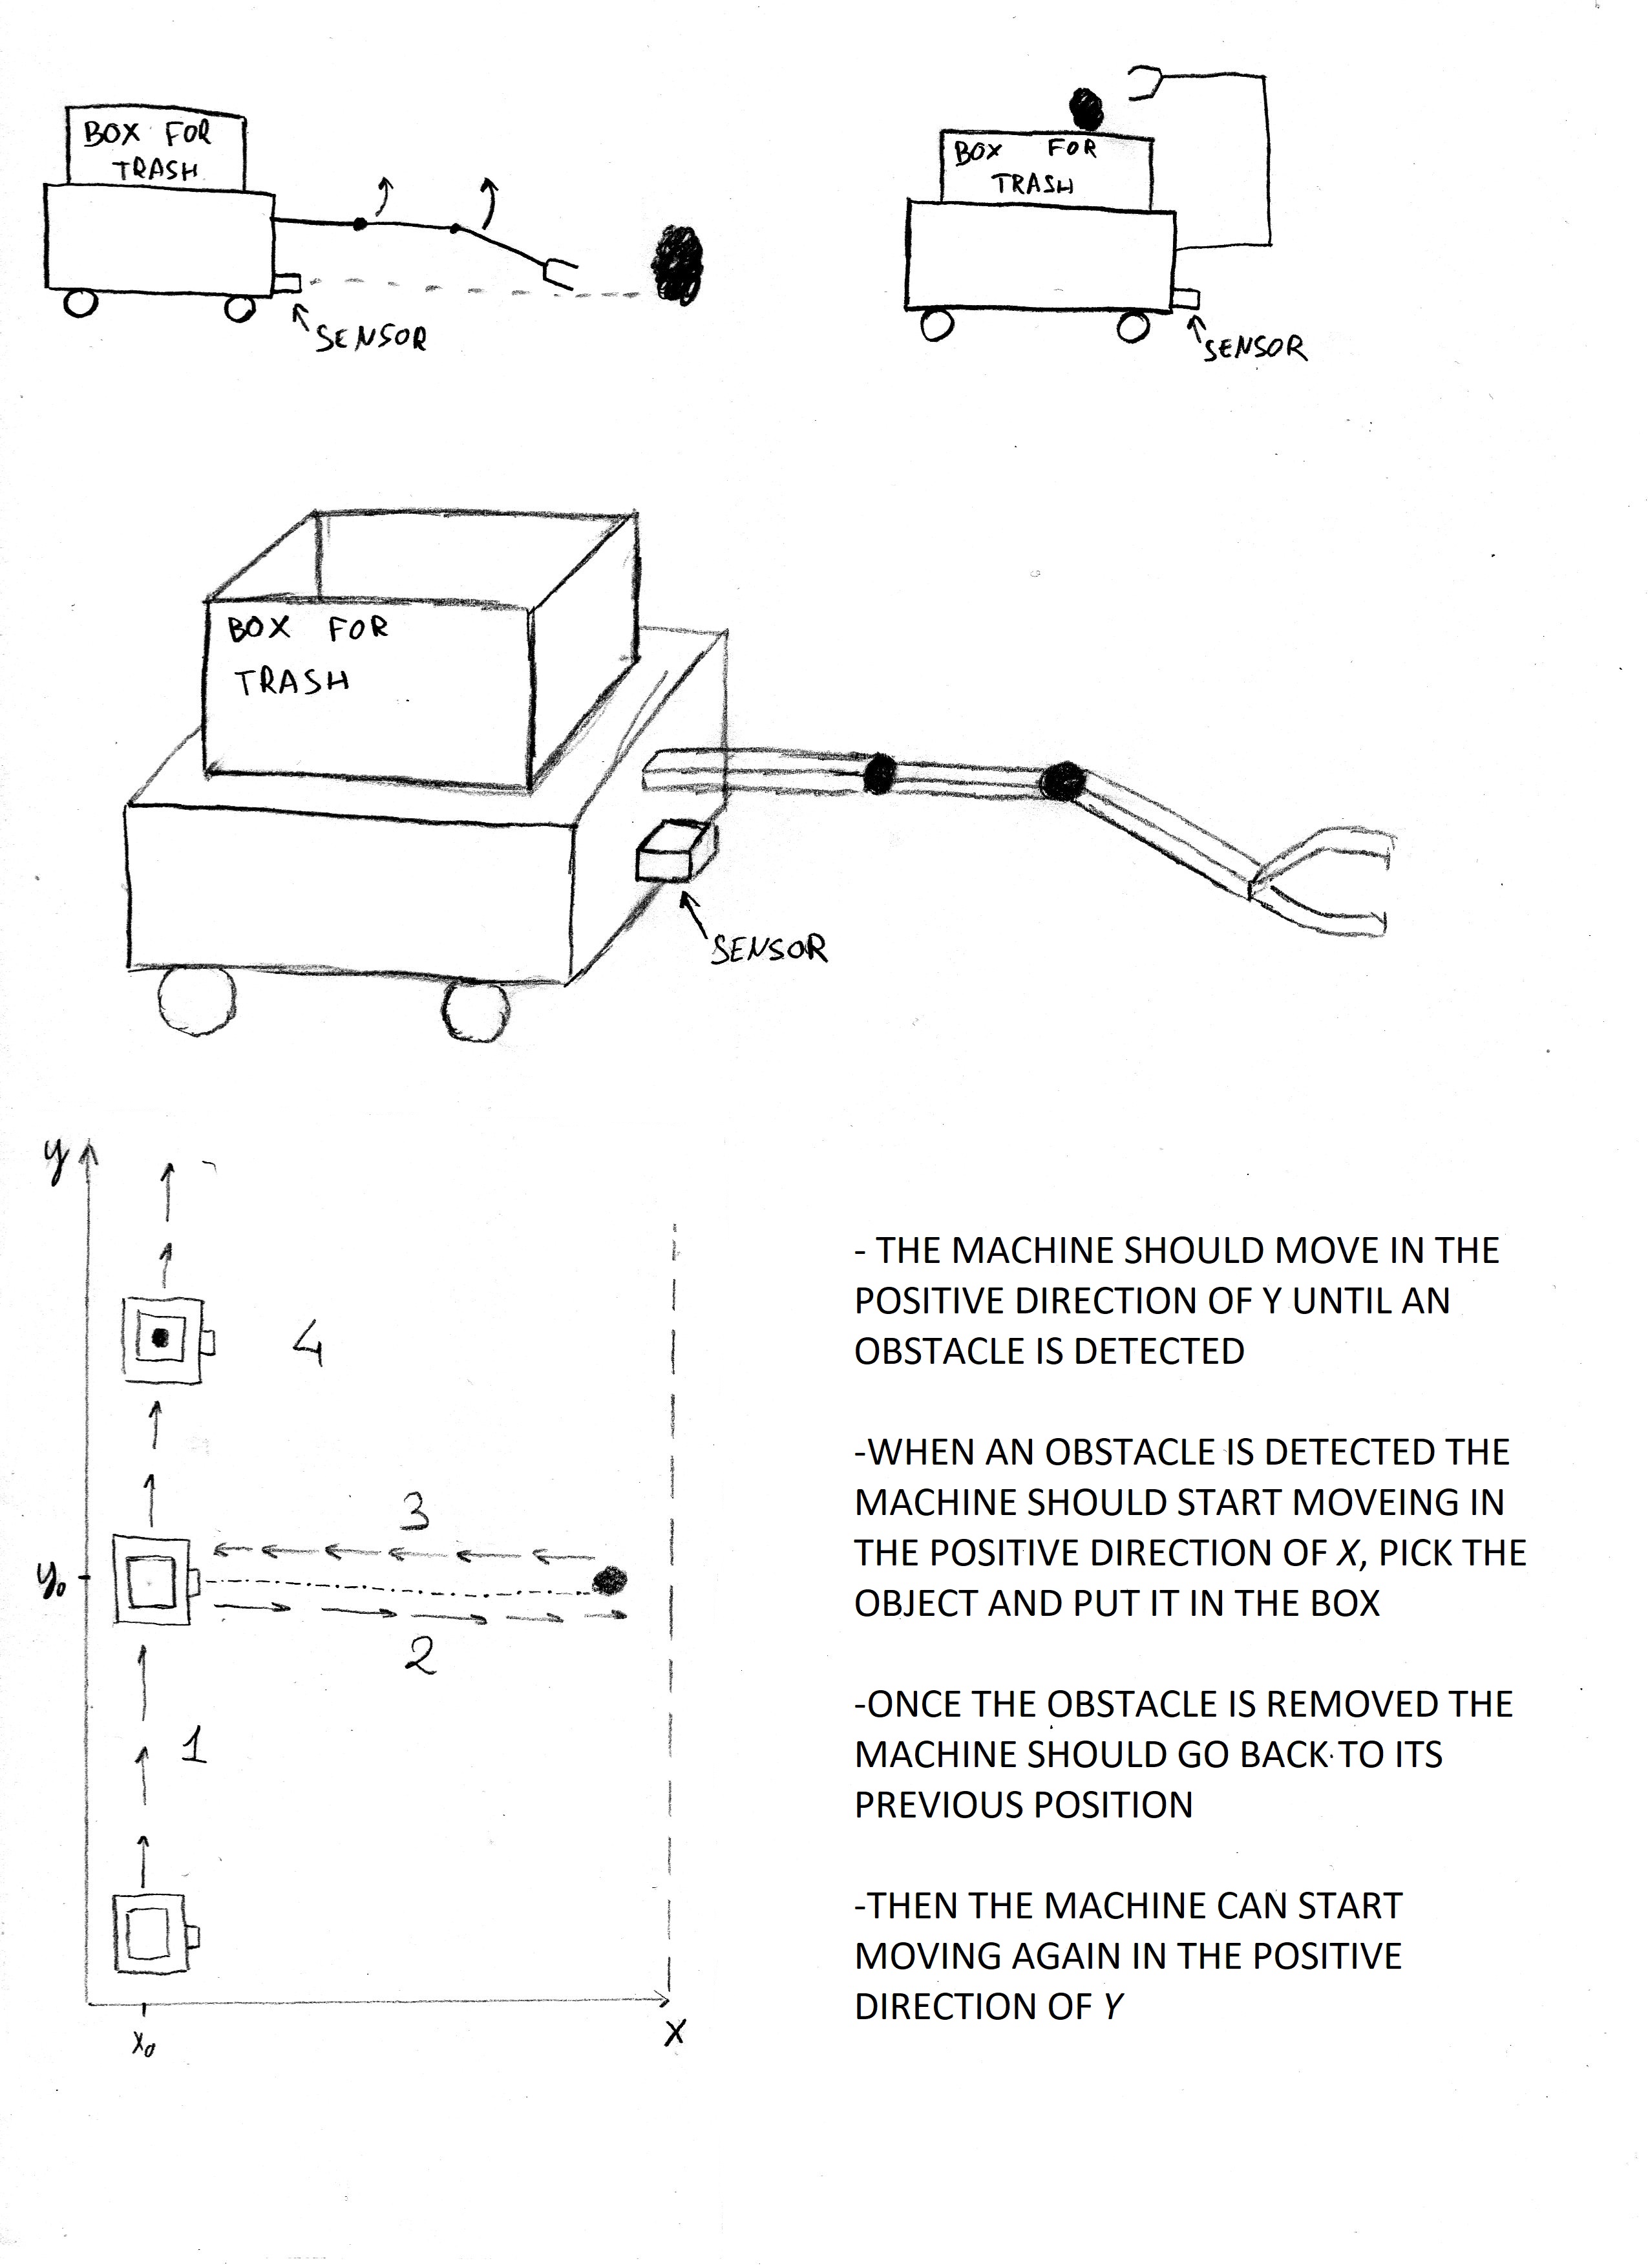 BOX FOR
TRASH
SENSOR
BOX FOR
TRASH
SENSOR
BOX FOR
TRASH
SENSOR
y
4
3
y₀
2
1
x₀
X
- THE MACHINE SHOULD MOVE IN THE
POSITIVE DIRECTION OF Y UNTIL AN
OBSTACLE IS DETECTED
-WHEN AN OBSTACLE IS DETECTED THE
MACHINE SHOULD START MOVEING IN
THE POSITIVE DIRECTION OF X, PICK THE
OBJECT AND PUT IT IN THE BOX
-ONCE THE OBSTACLE IS REMOVED THE
MACHINE SHOULD GO BACK TO ITS
PREVIOUS POSITION
-THEN THE MACHINE CAN START
MOVING AGAIN IN THE POSITIVE
DIRECTION OF Y